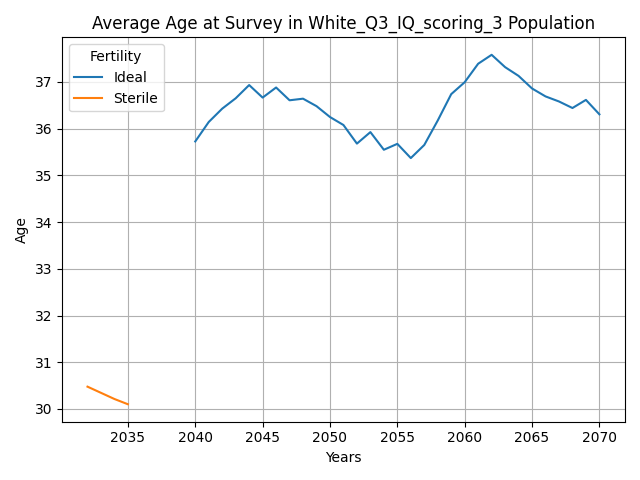 Average Age at Survey in White_Q3_IQ_scoring_3 Population
Fertility
Ideal
Sterile
37
36
35
34
33
32
31
30
Age
2035 2040 2045 2050 2055 2060 2065 2070
Years